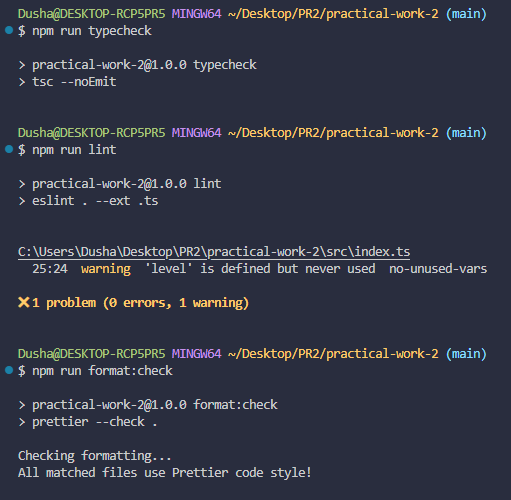 Dusha@DESKTOP-RCP5PR5 MINGW64 ~/Desktop/PR2/practical-work-2 (main)
$ npm run typecheck
> practical-work-2@1.0.0 typecheck
> tsc --noEmit
Dusha@DESKTOP-RCP5PR5 MINGW64 ~/Desktop/PR2/practical-work-2 (main)
$ npm run lint
> practical-work-2@1.0.0 lint
> eslint . --ext .ts
C:\Users\Dusha\Desktop\PR2\practical-work-2\src\index.ts
25:24 warning 'level' is defined but never used no-unused-vars
✖ 1 problem (0 errors, 1 warning)
Dusha@DESKTOP-RCP5PR5 MINGW64 ~/Desktop/PR2/practical-work-2 (main)
$ npm run format:check
> practical-work-2@1.0.0 format:check
> prettier --check .
Checking formatting...
All matched files use Prettier code style!